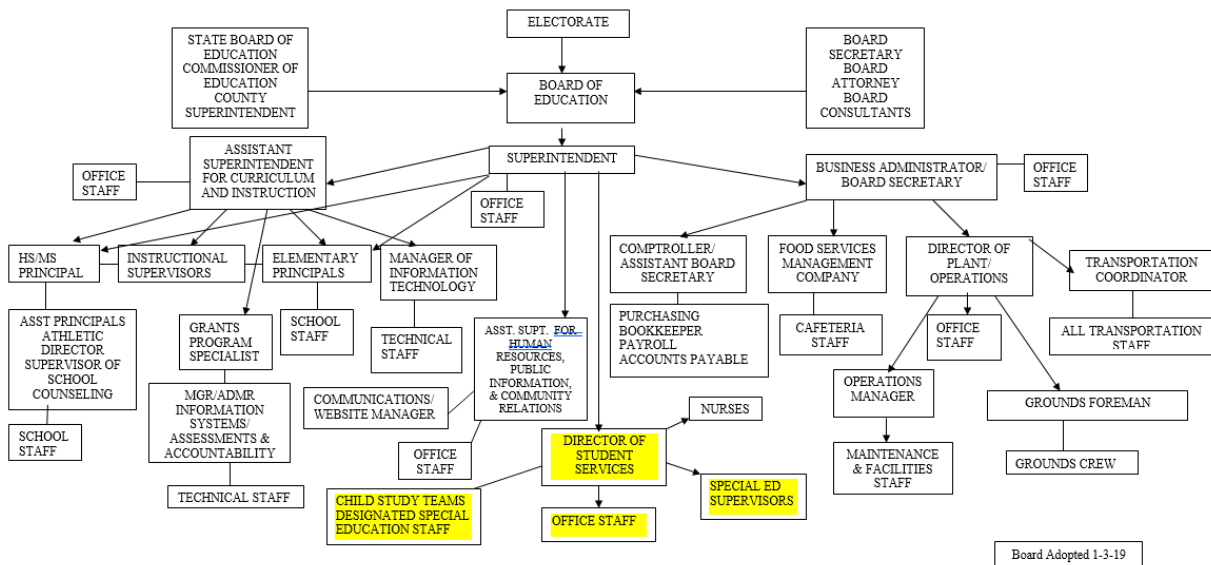 ELECTORATE
STATE BOARD OF
EDUCATION
COMMISSIONER OF
EDUCATION
COUNTY
SUPERINTENDENT
BOARD OF
EDUCATION
BOARD
SECRETARY
BOARD
ATTORNEY
BOARD
CONSULTANTS
OFFICE
STAFF
ASSISTANT
SUPERINTENDENT
FOR CURRICULUM
AND INSTRUCTION
SUPERINTENDENT
OFFICE
STAFF
BUSINESS ADMINISTRATOR/
BOARD SECRETARY
OFFICE
STAFF
HS/MS
PRINCIPAL
INSTRUCTIONAL
SUPERVISORS
ELEMENTARY
PRINCIPALS
MANAGER OF
INFORMATION
TECHNOLOGY
COMPTROLLER/
ASSISTANT BOARD
SECRETARY
FOOD SERVICES
MANAGEMENT
COMPANY
DIRECTOR OF
PLANT/
OPERATIONS
TRANSPORTATION
COORDINATOR
ASST PRINCIPALS
ATHLETIC
DIRECTOR
SUPERVISOR OF
SCHOOL
COUNSELING
GRANTS
PROGRAM
SPECIALIST
SCHOOL
STAFF
TECHNICAL
STAFF
ASST. SUPT. FOR
HUMAN
RESOURCES,
PUBLIC
INFORMATION,
& COMMUNITY
RELATIONS
PURCHASING
BOOKKEEPER
PAYROLL
ACCOUNTS PAYABLE
CAFETERIA
STAFF
OFFICE
STAFF
ALL TRANSPORTATION
STAFF
SCHOOL
STAFF
MGR/ADMR
INFORMATION
SYSTEMS/
ASSESSMENTS &
ACCOUNTABILITY
COMMUNICATIONS/
WEBSITE MANAGER
OPERATIONS
MANAGER
GROUNDS FOREMAN
TECHNICAL STAFF
OFFICE
STAFF
DIRECTOR OF
STUDENT
SERVICES
NURSES
MAINTENANCE
& FACILITIES
STAFF
GROUNDS CREW
CHILD STUDY TEAMS
DESIGNATED SPECIAL
EDUCATION STAFF
OFFICE STAFF
SPECIAL ED
SUPERVISORS
Board Adopted 1-3-19